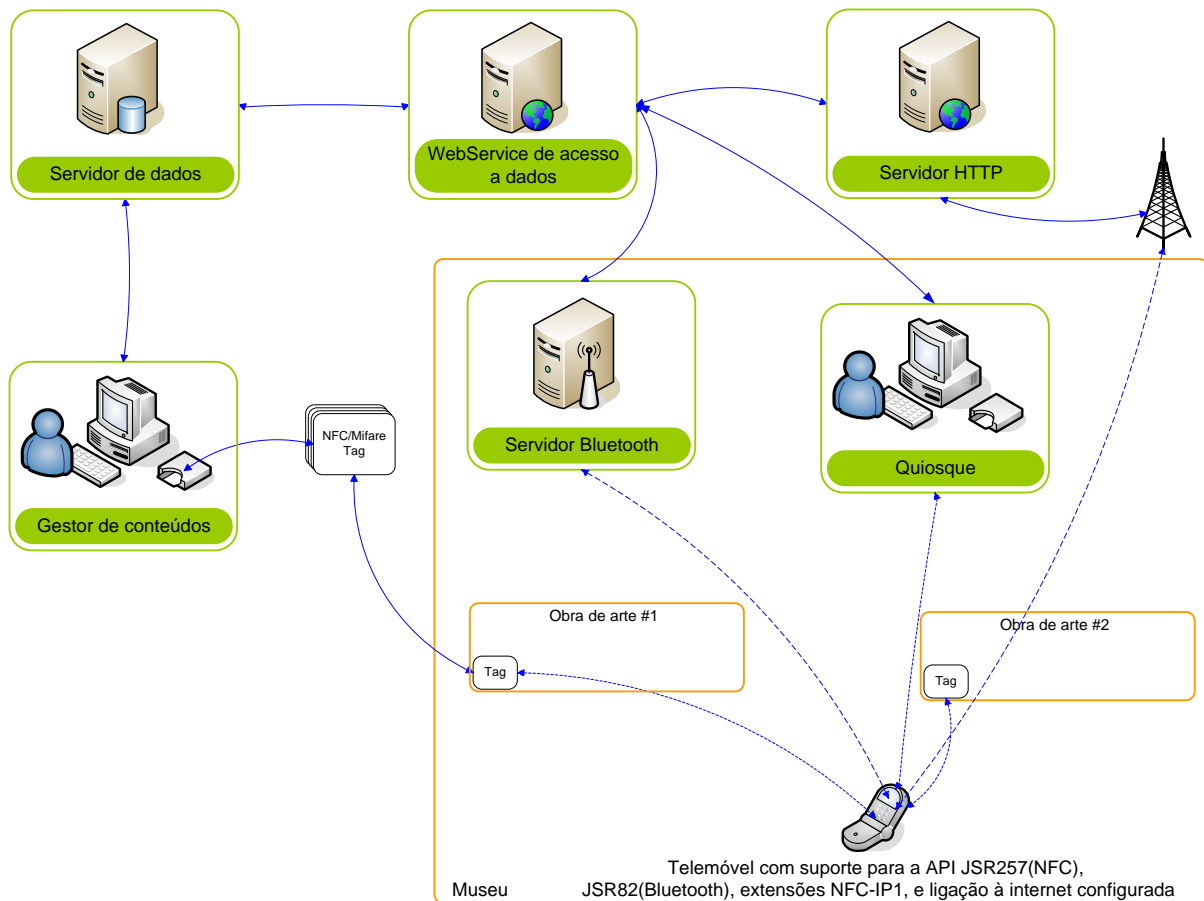 Servidor de dados
WebService de acesso
a dados
Servidor HTTP
Servidor Bluetooth
Quiosque
NFC/Mifare
Tag
Gestor de conteúdos
Obra de arte #1
Tag
Obra de arte #2
Tag
Telemóvel com suporte para a API JSR257(NFC),
JSR82(Bluetooth), extensões NFC-IP1, e ligação à internet configurada
Museu